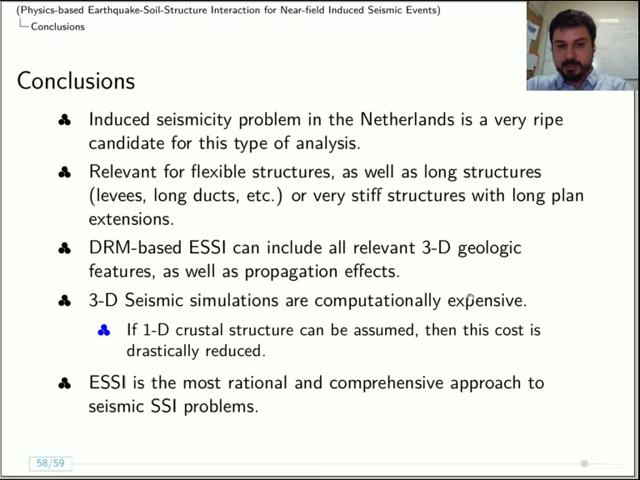 (Physics-based Earthquake-Soil-Structure Interaction for Near-field Induced Seismic Events)
Conclusions
Conclusions
Induced seismicity problem in the Netherlands is a very ripe
candidate for this type of analysis.
Relevant for flexible structures, as well as long structures
(levees, long ducts, etc.) or very stiff structures with long plan
extensions.
DRM-based ESSI can include all relevant 3-D geologic
features, as well as propagation effects.
3-D Seismic simulations are computationally expensive.
If 1-D crustal structure can be assumed, then this cost is
drastically reduced.
ESSI is the most rational and comprehensive approach to
seismic SSI problems.
58/59